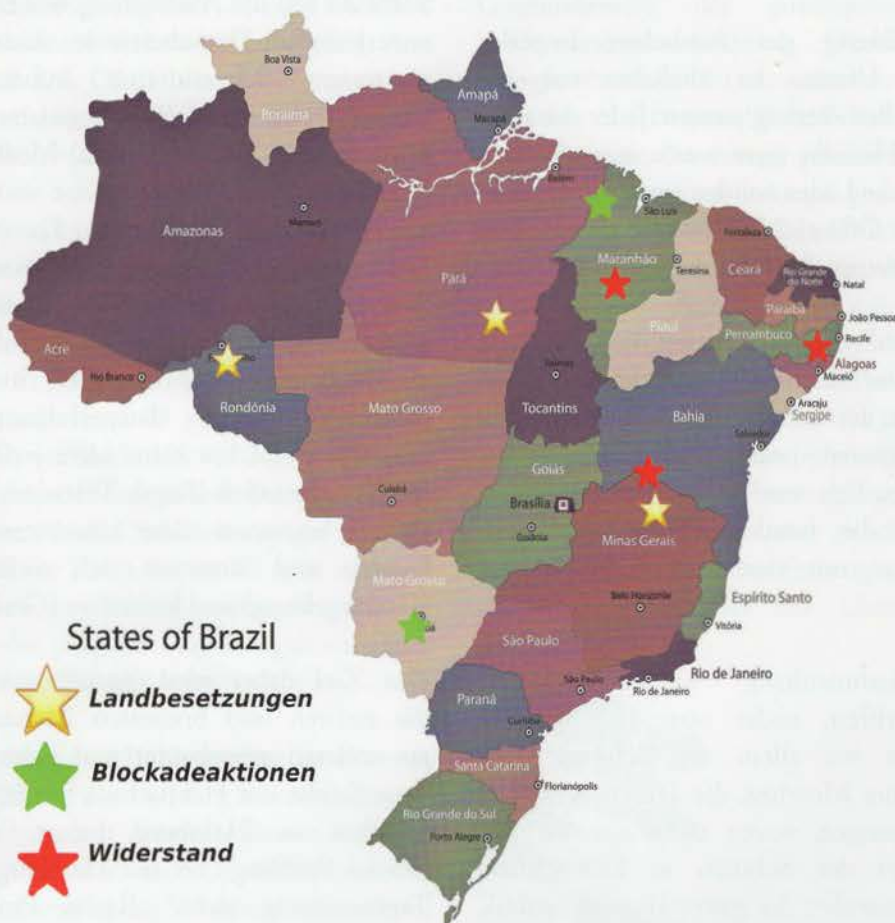 Boa Vista
Roraima
Amapá
Macapá
Belém
São Luís
Manaus
Amazonas
Fortaleza
Maranhão
Teresina
Ceará
Rio Grande
do Norte
Natal
Pará
Paraíba
João Pessoa
Piauí
Pernambuco
Recife
Acre
Alagoas
Maceió
Rio Branco
Palmas
Rondônia
Mato Grosso
Tocantins
Bahia
Aracaju
Sergipe
Salvador
Goiás
Cuiabá
Brasília
Goiânia
Minas Gerais
Mato Grosso
Belo Horizonte
Espírito Santo
Vitória
States of Brazil
São Paulo
Rio de Janeiro
São Paulo
Rio de Janeiro
Landbesetzungen
Paraná
Curitiba
Blockadeaktionen
Santa Catarina
Florianópolis
Rio Grande do Sul
Porto Alegre
Widerstand